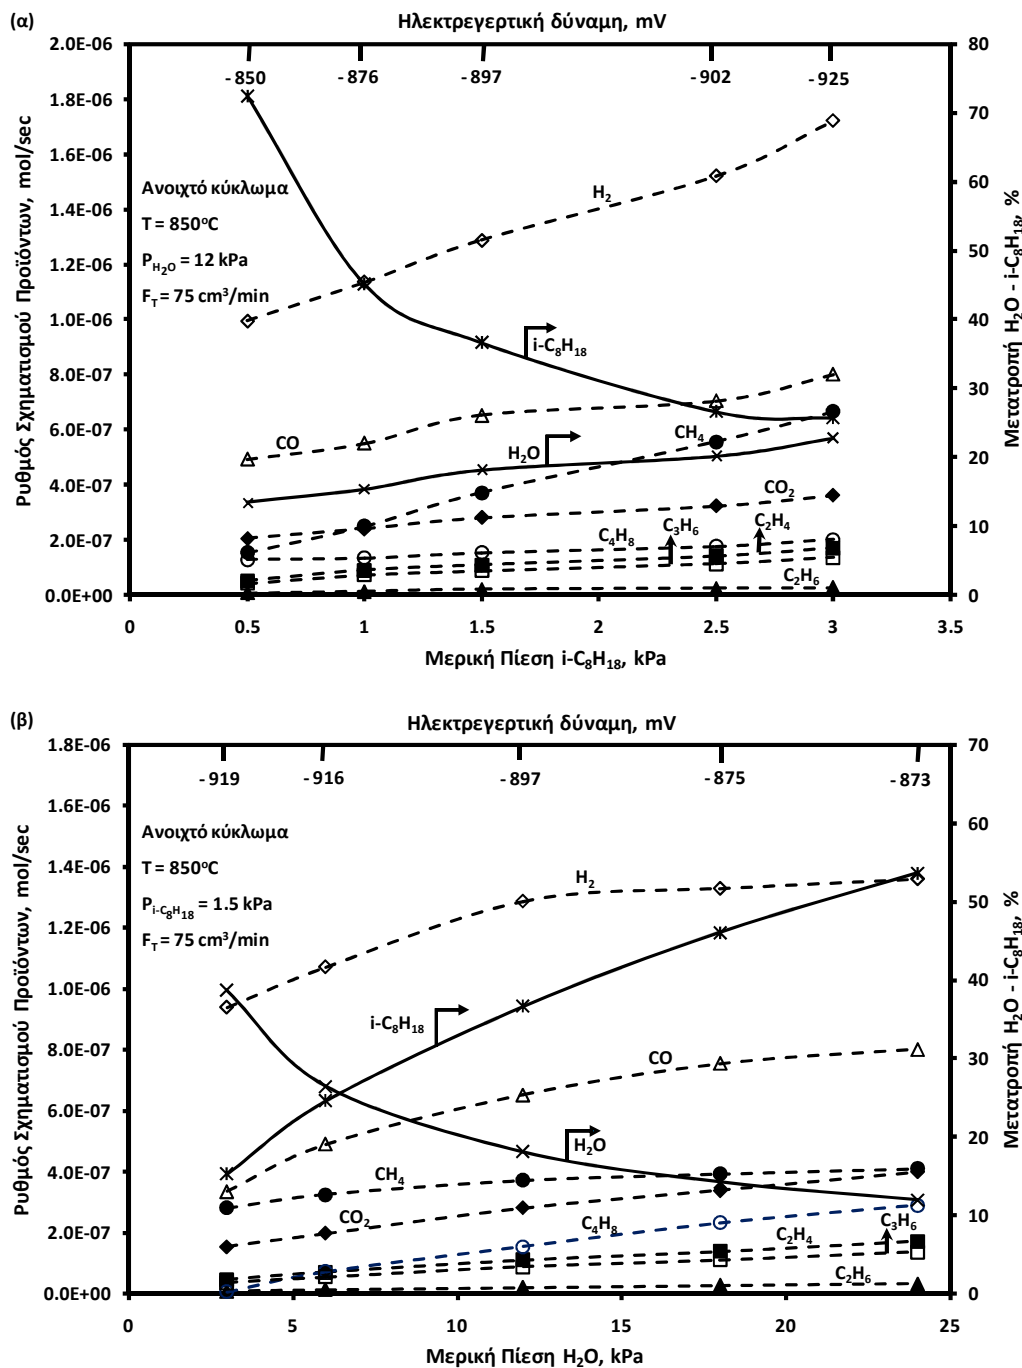 (α)
Ηλεκτρεγερτική δύναμη, mV
2.0E-06
1.8E-06
1.6E-06
1.4E-06
1.2E-06
1.0E-06
8.0E-07
6.0E-07
4.0E-07
2.0E-07
0.0E+00
Ρυθμός Σχηματισμού Προϊόντων, mol/sec
-850
-876
-897
-902
-925
80
70
60
50
40
30
20
10
0
Μετατροπή H₂O - i-C₈H₁₈, %
Ανοιχτό κύκλωμα
T = 850°C
P_H₂O = 12 kPa
F_T = 75 cm³/min
H₂
i-C₈H₁₈
CO
H₂O
CH₄
CO₂
C₄H₈
C₃H₆
C₂H₄
C₂H₆
0
0.5
1
1.5
2
2.5
3
3.5
Μερική Πίεση i-C₈H₁₈, kPa
(β)
Ηλεκτρεγερτική δύναμη, mV
1.8E-06
1.6E-06
1.4E-06
1.2E-06
1.0E-06
8.0E-07
6.0E-07
4.0E-07
2.0E-07
0.0E+00
Ρυθμός Σχηματισμού Προϊόντων, mol/sec
-919
-916
-897
-875
-873
70
60
50
40
30
20
10
0
Μετατροπή H₂O - i-C₈H₁₈, %
Ανοιχτό κύκλωμα
T = 850°C
P_i-C₈H₁₈ = 1.5 kPa
F_T = 75 cm³/min
H₂
i-C₈H₁₈
CO
H₂O
CH₄
CO₂
C₄H₈
C₂H₄
C₃H₆
C₂H₆
0
5
10
15
20
25
Μερική Πίεση H₂O, kPa